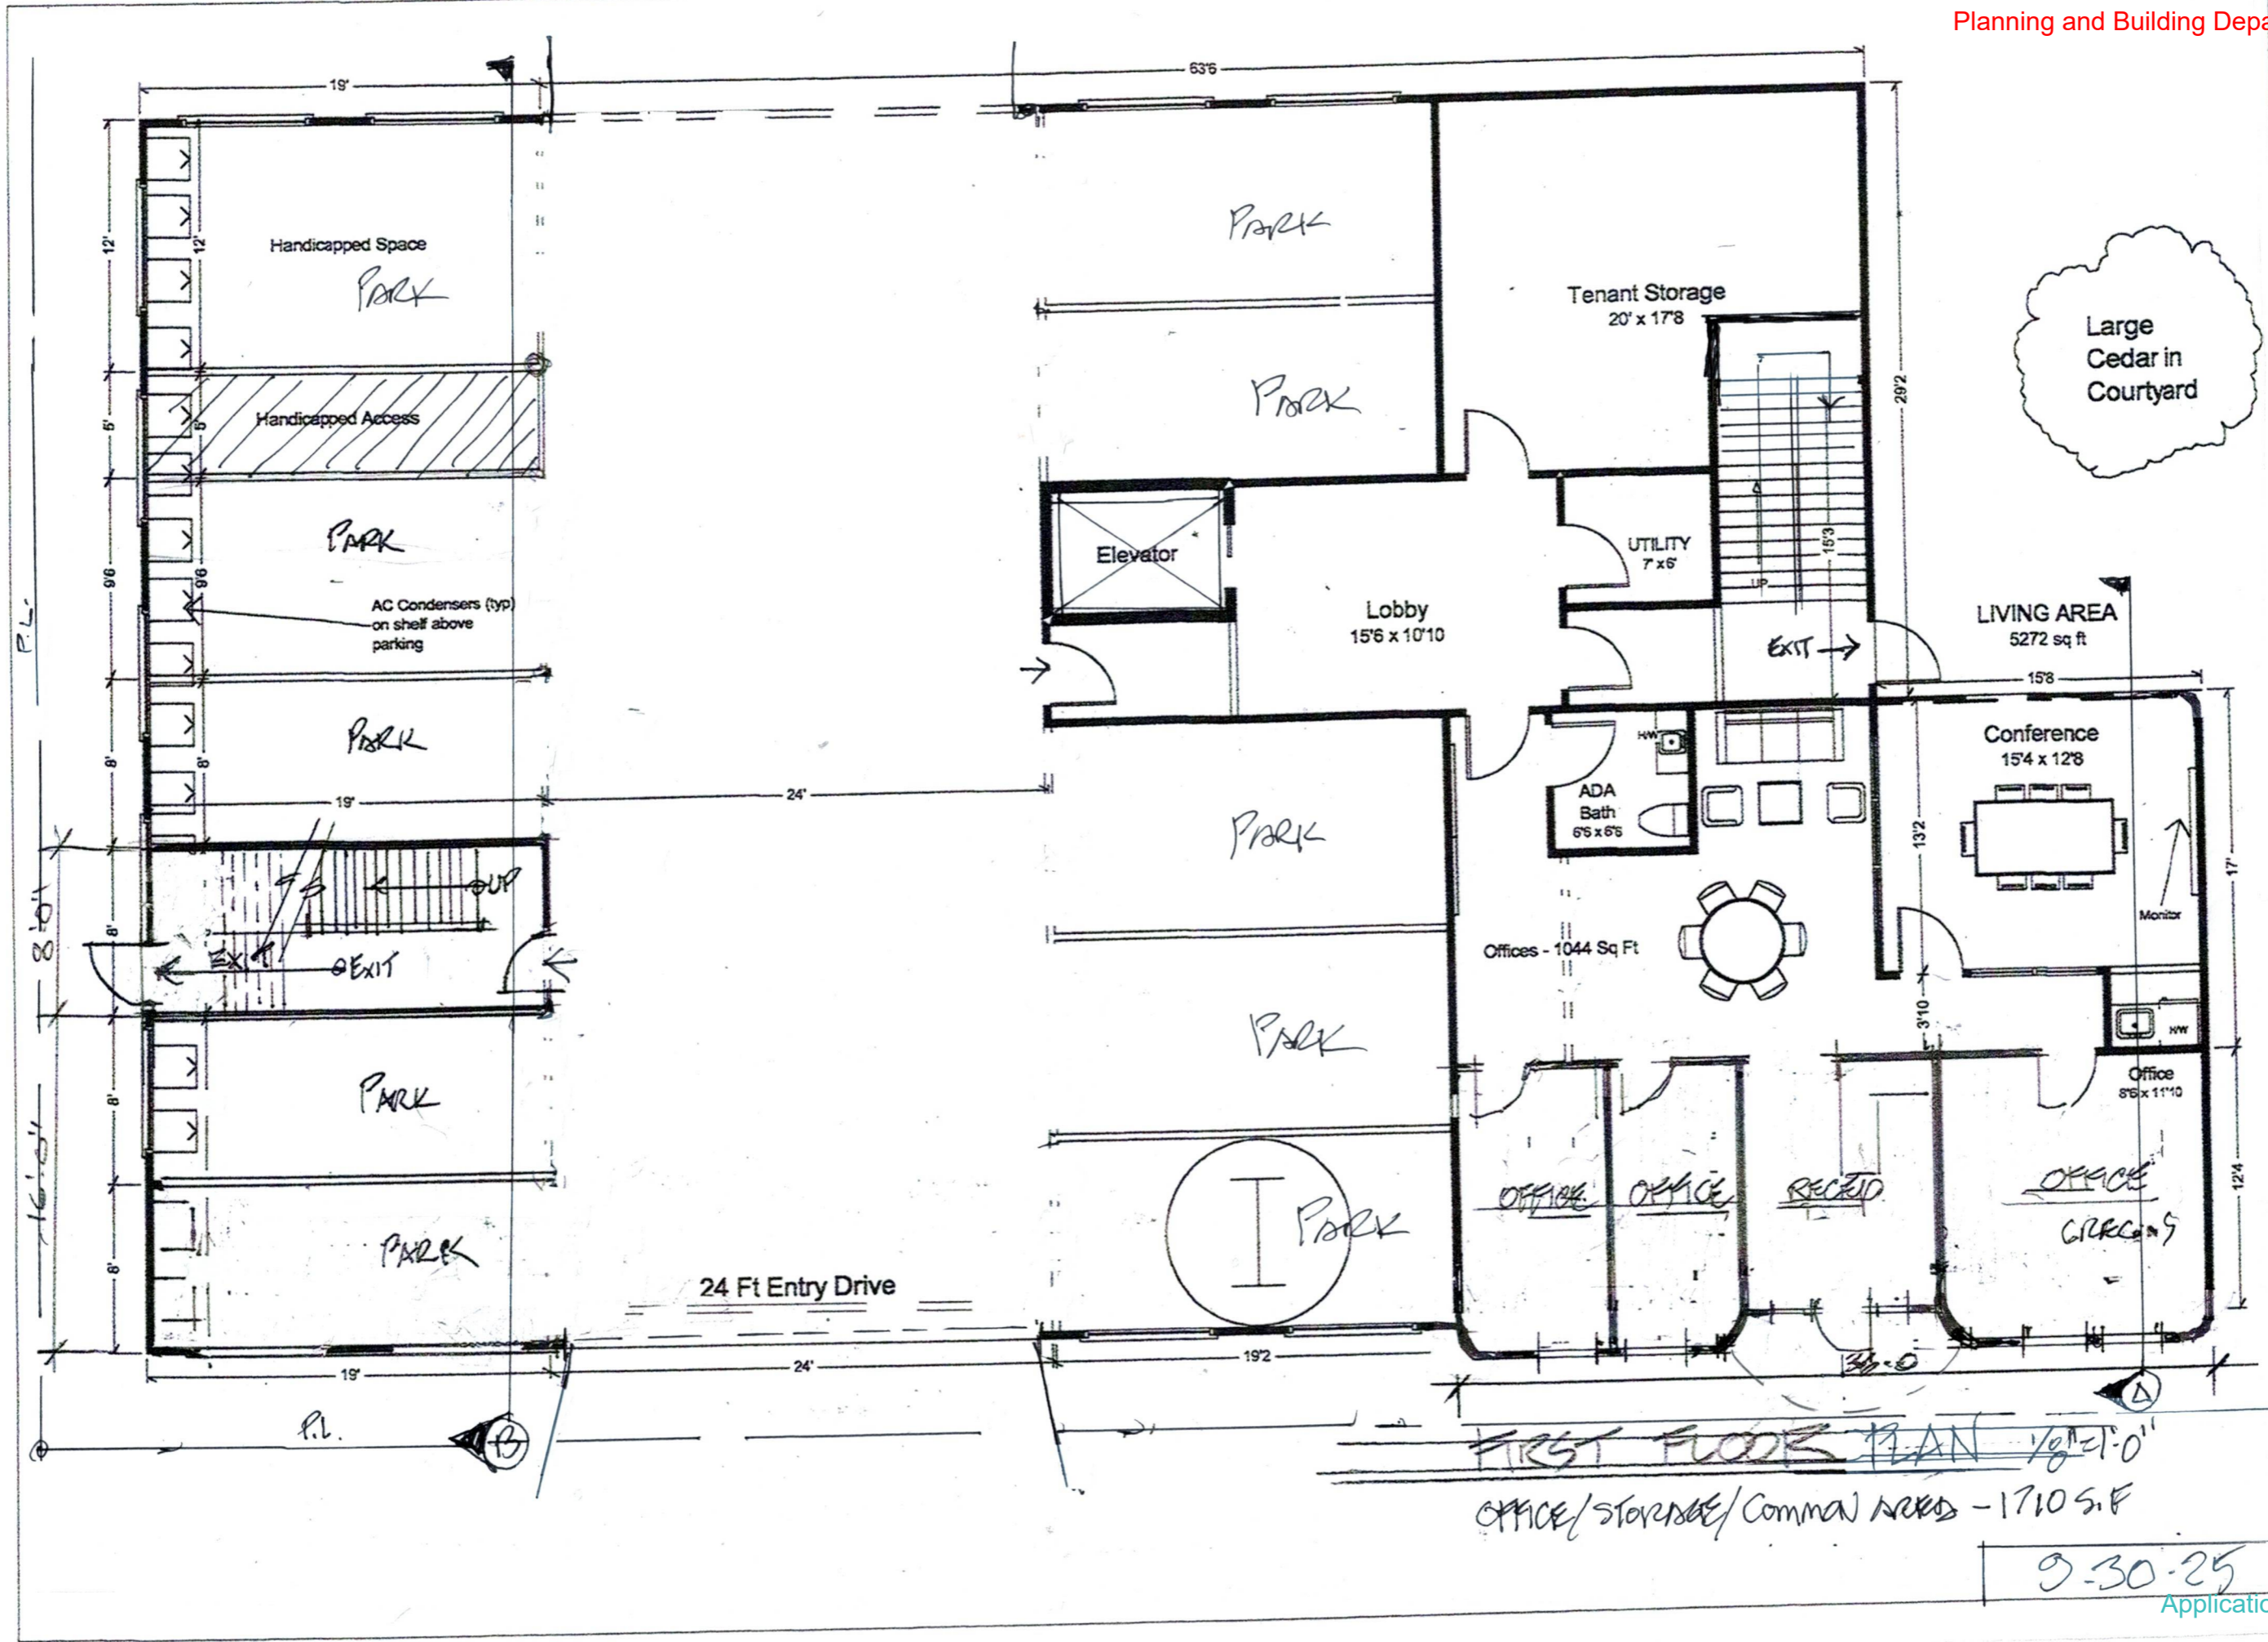 Planning and Building Depa
19'
63'6
12'
12'
Handicapped Space
PARK
PARK
PARK
Tenant Storage
20' x 17'8
29'2
Large
Cedar in
Courtyard
5'
5'
Handicapped Access
P.L.
9'6
9'6
PARK
AC Condensers (typ)
on shelf above
parking
Elevator
Lobby
15'6 x 10'10
UTILITY
7' x 6'
15'3
UP
EXIT
LIVING AREA
5272 sq ft
15'8
8'
8'
PARK
19'
24'
PARK
H/W
ADA
Bath
6'6 x 6'6
Conference
15'4 x 12'8
13'2
17'
Monitor
8'-0"
8'
UP
EXIT
EXIT
Offices - 1044 Sq Ft
PARK
3'10
H/W
Office
8'6 x 11'10
16'-0"
8'
PARK
8'
PARK
PARK
OFFICE
OFFICE
RECEP
OFFICE
12'4
24 Ft Entry Drive
19'
24'
19'2
P.L.
B
A
FIRST FLOOR PLAN 1/8"=1'-0"
OFFICE/STORAGE/COMMON AREAS - 1710 S.F
9-30-25
Applicatio